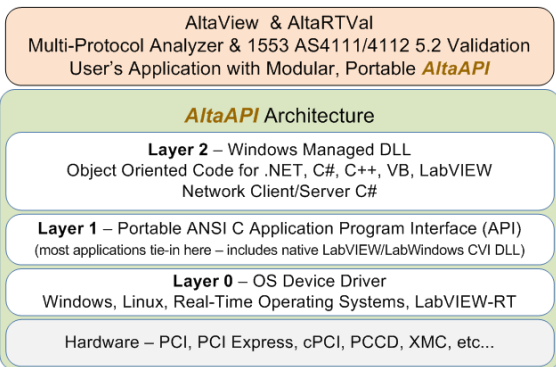 AltaView & AltaRTVal
Multi-Protocol Analyzer & 1553 AS4111/4112 5.2 Validation
User's Application with Modular, Portable AltaAPI
AltaAPI Architecture
Layer 2 – Windows Managed DLL
Object Oriented Code for .NET, C#, C++, VB, LabVIEW
Network Client/Server C#
Layer 1 – Portable ANSI C Application Program Interface (API)
(most applications tie-in here – includes native LabVIEW/LabWindows CVI DLL)
Layer 0 – OS Device Driver
Windows, Linux, Real-Time Operating Systems, LabVIEW-RT
Hardware – PCI, PCI Express, cPCI, PCCD, XMC, etc...